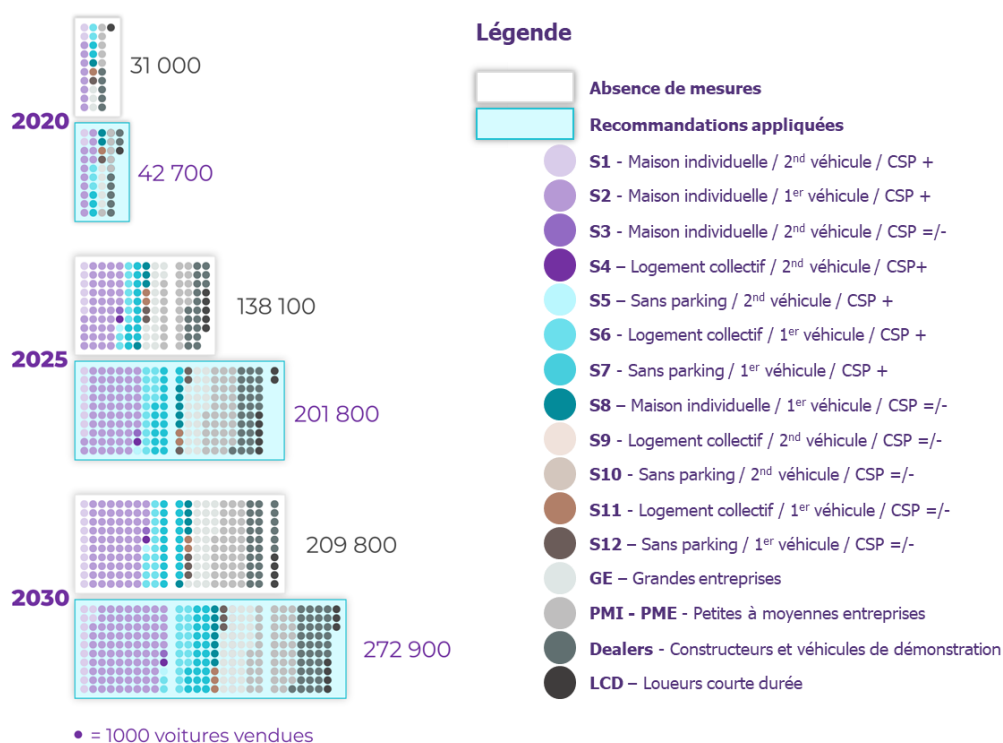 Légende
31 000
Absence de mesures
2020
Recommandations appliquées
42 700
S1 - Maison individuelle / 2nd véhicule / CSP +
S2 - Maison individuelle / 1er véhicule / CSP +
S3 - Maison individuelle / 2nd véhicule / CSP =/-
S4 – Logement collectif / 2nd véhicule / CSP+
138 100
S5 – Sans parking / 2nd véhicule / CSP +
S6 - Logement collectif / 1er véhicule / CSP +
2025
S7 - Sans parking / 1er véhicule / CSP +
201 800
S8 – Maison individuelle / 1er véhicule / CSP =/-
S9 - Logement collectif / 2nd véhicule / CSP =/-
S10 - Sans parking / 2nd véhicule / CSP =/-
S11 - Logement collectif / 1er véhicule / CSP =/-
209 800
S12 – Sans parking / 1er véhicule / CSP =/-
2030
GE – Grandes entreprises
PMI - PME - Petites à moyennes entreprises
272 900
Dealers - Constructeurs et véhicules de démonstration
LCD – Loueurs courte durée
= 1000 voitures vendues